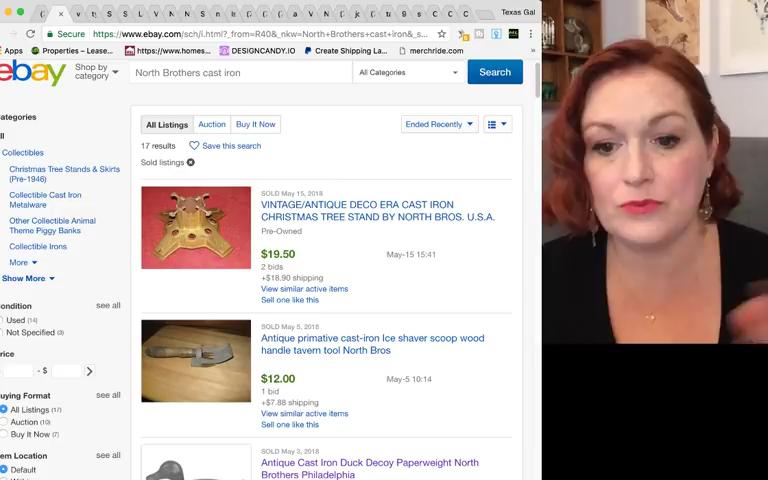 Texas Gal
https://www.ebay.com/sch/i.html?_from=R40&_nkw=North+Brothers+cast+iron&_s...
Apps Properties – Lease... https://www.homes... DESIGNCANDY.IO Create Shipping La... merchride.com
ebay Shop by category North Brothers cast iron All Categories Search
Categories
All
Collectibles
Christmas Tree Stands & Skirts
(Pre-1946)
Collectible Cast Iron
Metalware
Other Collectible Animal
Theme Piggy Banks
Collectible Irons
More
Show More
Condition see all
Used (14)
Not Specified (3)
Price
- $
Buying Format see all
All Listings (17)
Auction (10)
Buy It Now (7)
Item Location see all
Default
All Listings Auction Buy It Now Ended Recently
17 results Save this search
Sold listings
SOLD May 15, 2018
VINTAGE/ANTIQUE DECO ERA CAST IRON
CHRISTMAS TREE STAND BY NORTH BROS. U.S.A.
Pre-Owned
$19.50 May-15 15:41
2 bids
+$18.90 shipping
View similar active items
Sell one like this
SOLD May 5, 2018
Antique primative cast-iron Ice shaver scoop wood
handle tavern tool North Bros
$12.00 May-5 10:14
1 bid
+$7.88 shipping
View similar active items
Sell one like this
SOLD May 3, 2018
Antique Cast Iron Duck Decoy Paperweight North
Brothers Philadelphia